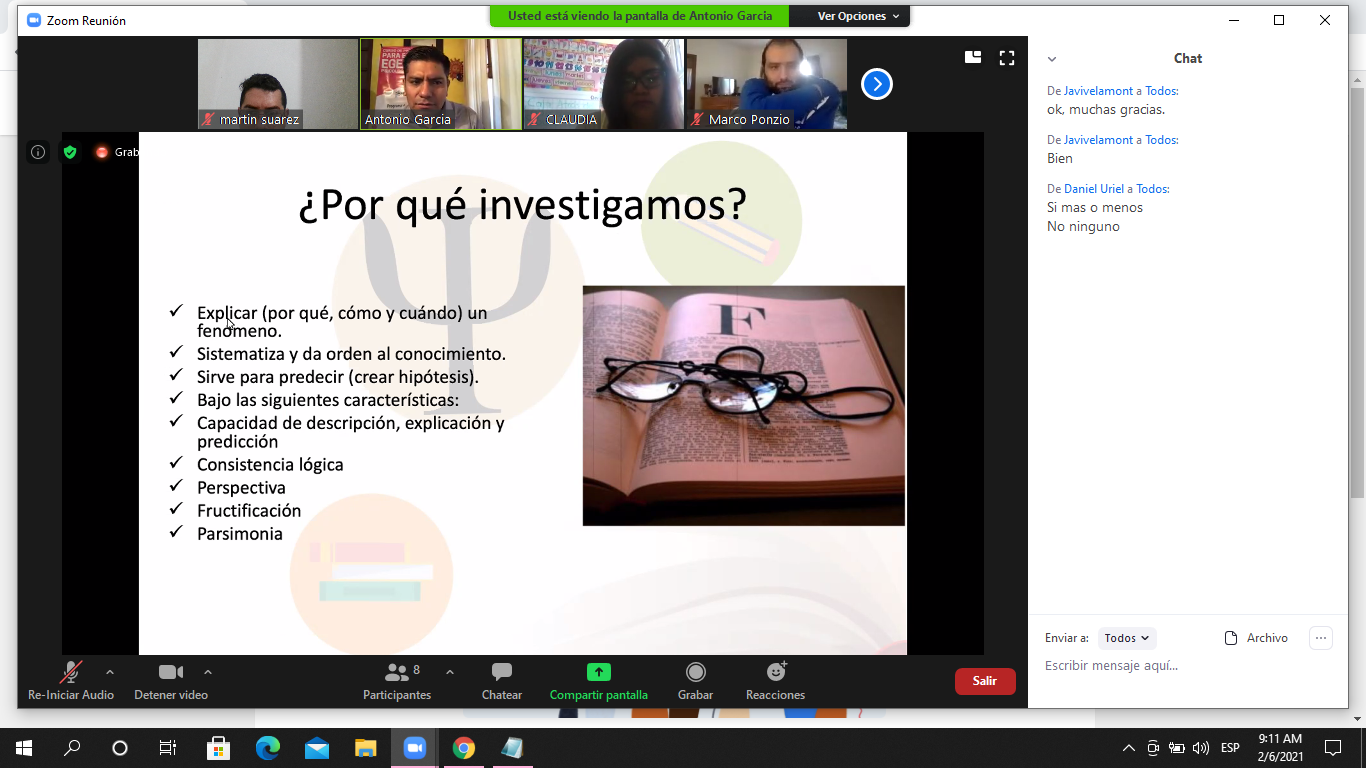 Zoom Reunión
Usted está viendo la pantalla de Antonio Garcia
Ver Opciones
martin suarez
Antonio Garcia
CLAUDIA
Marco Ponzio
Grab
¿Por qué investigamos?
Explicar (por qué, cómo y cuándo) un
fenómeno.
Sistematiza y da orden al conocimiento.
Sirve para predecir (crear hipótesis).
Bajo las siguientes características:
Capacidad de descripción, explicación y
predicción
Consistencia lógica
Perspectiva
Fructificación
Parsimonia
F
Chat
De Javivelamont a Todos:
ok, muchas gracias.
De Javivelamont a Todos:
Bien
De Daniel Uriel a Todos:
Si mas o menos
No ninguno
Enviar a: Todos
Archivo
Escribir mensaje aquí...
Re-Iniciar Audio
Detener video
8
Participantes
Chatear
Compartir pantalla
Grabar
Reacciones
Salir
ESP
9:11 AM
2/6/2021